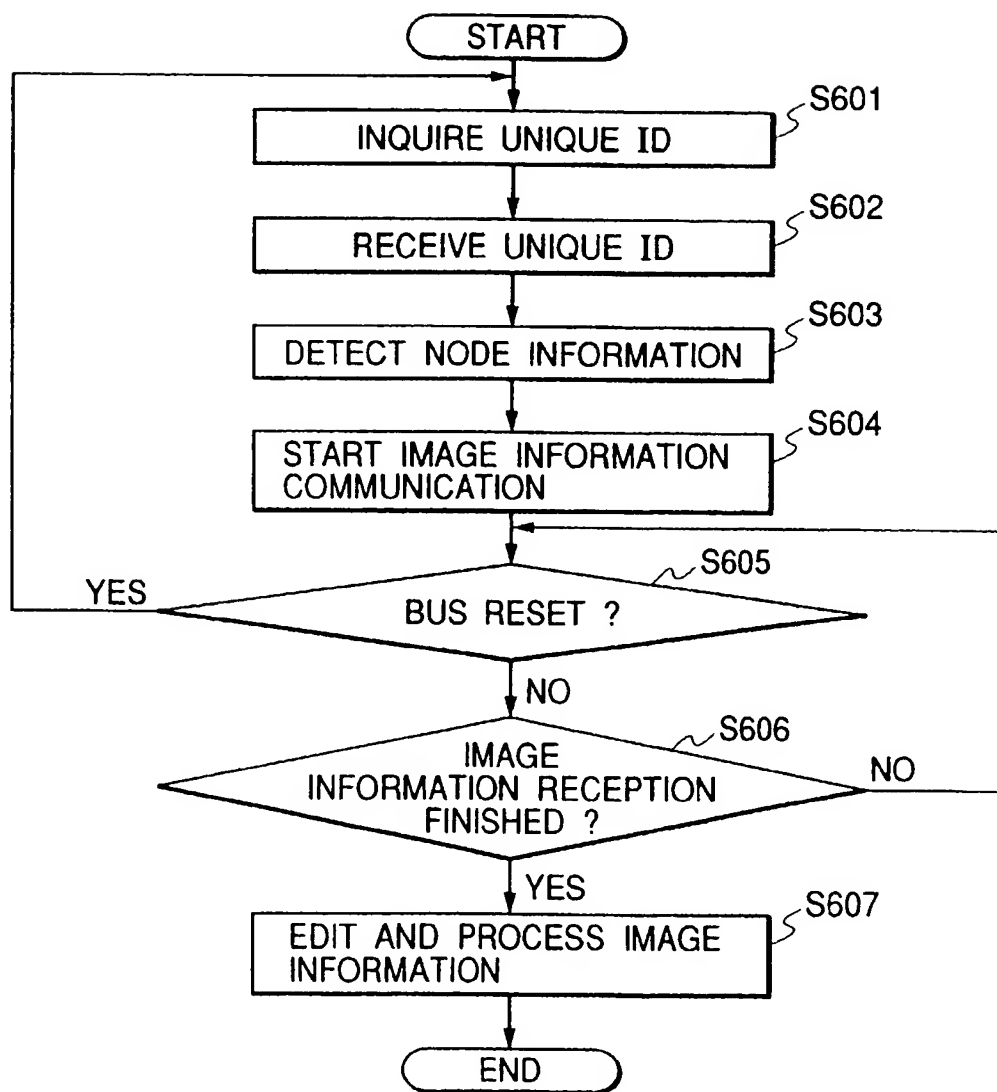 START
S601
INQUIRE UNIQUE ID
S602
RECEIVE UNIQUE ID
S603
DETECT NODE INFORMATION
S604
START IMAGE INFORMATION
COMMUNICATION
S605
YES
BUS RESET ?
NO
S606
IMAGE
INFORMATION RECEPTION
FINISHED ?
NO
YES
S607
EDIT AND PROCESS IMAGE
INFORMATION
END